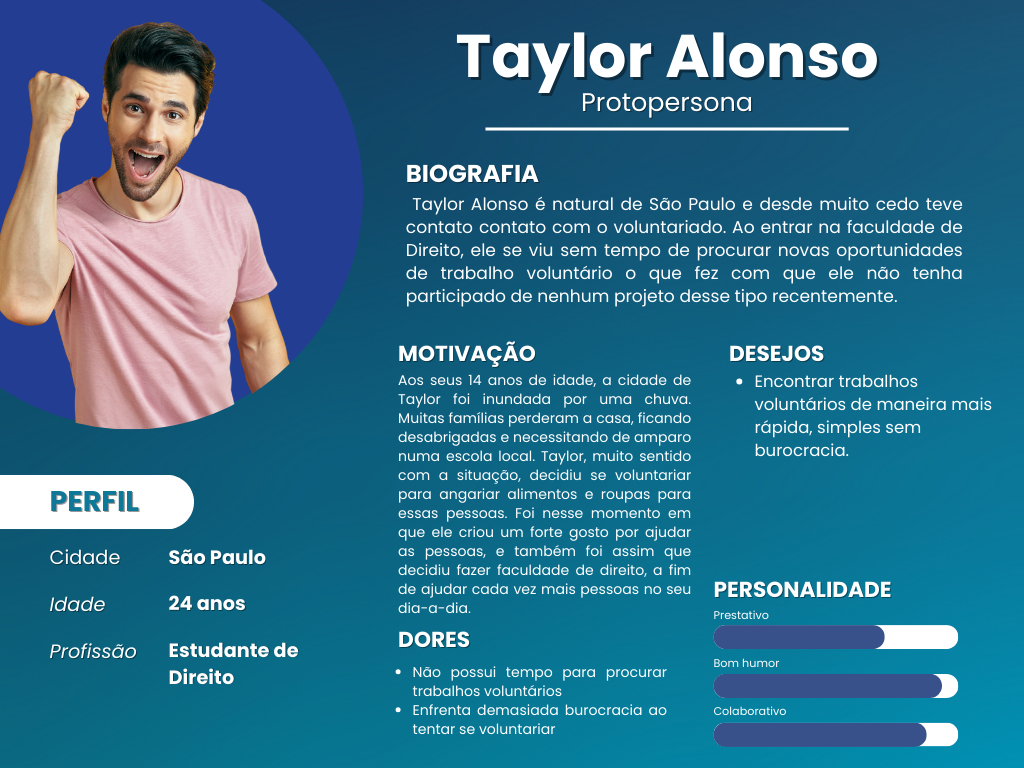 Taylor Alonso
Protopersona
BIOGRAFIA
Taylor Alonso é natural de São Paulo e desde muito cedo teve
contato contato com o voluntariado. Ao entrar na faculdade de
Direito, ele se viu sem tempo de procurar novas oportunidades
de trabalho voluntário o que fez com que ele não tenha
participado de nenhum projeto desse tipo recentemente.
MOTIVAÇÃO
Aos seus 14 anos de idade, a cidade de
Taylor foi inundada por uma chuva.
Muitas famílias perderam a casa, ficando
desabrigadas e necessitando de amparo
numa escola local. Taylor, muito sentido
com a situação, decidiu se voluntariar
para angariar alimentos e roupas para
essas pessoas. Foi nesse momento em
que ele criou um forte gosto por ajudar
as pessoas, e também foi assim que
decidiu fazer faculdade de direito, a fim
de ajudar cada vez mais pessoas no seu
dia-a-dia.
DORES
• Não possui tempo para procurar
trabalhos voluntários
• Enfrenta demasiada burocracia ao
tentar se voluntariar
DESEJOS
• Encontrar trabalhos
voluntários de maneira mais
rápida, simples sem
burocracia.
PERSONALIDADE
Prestativo
Bom humor
Colaborativo
PERFIL
Cidade São Paulo
Idade 24 anos
Profissão Estudante de
Direito